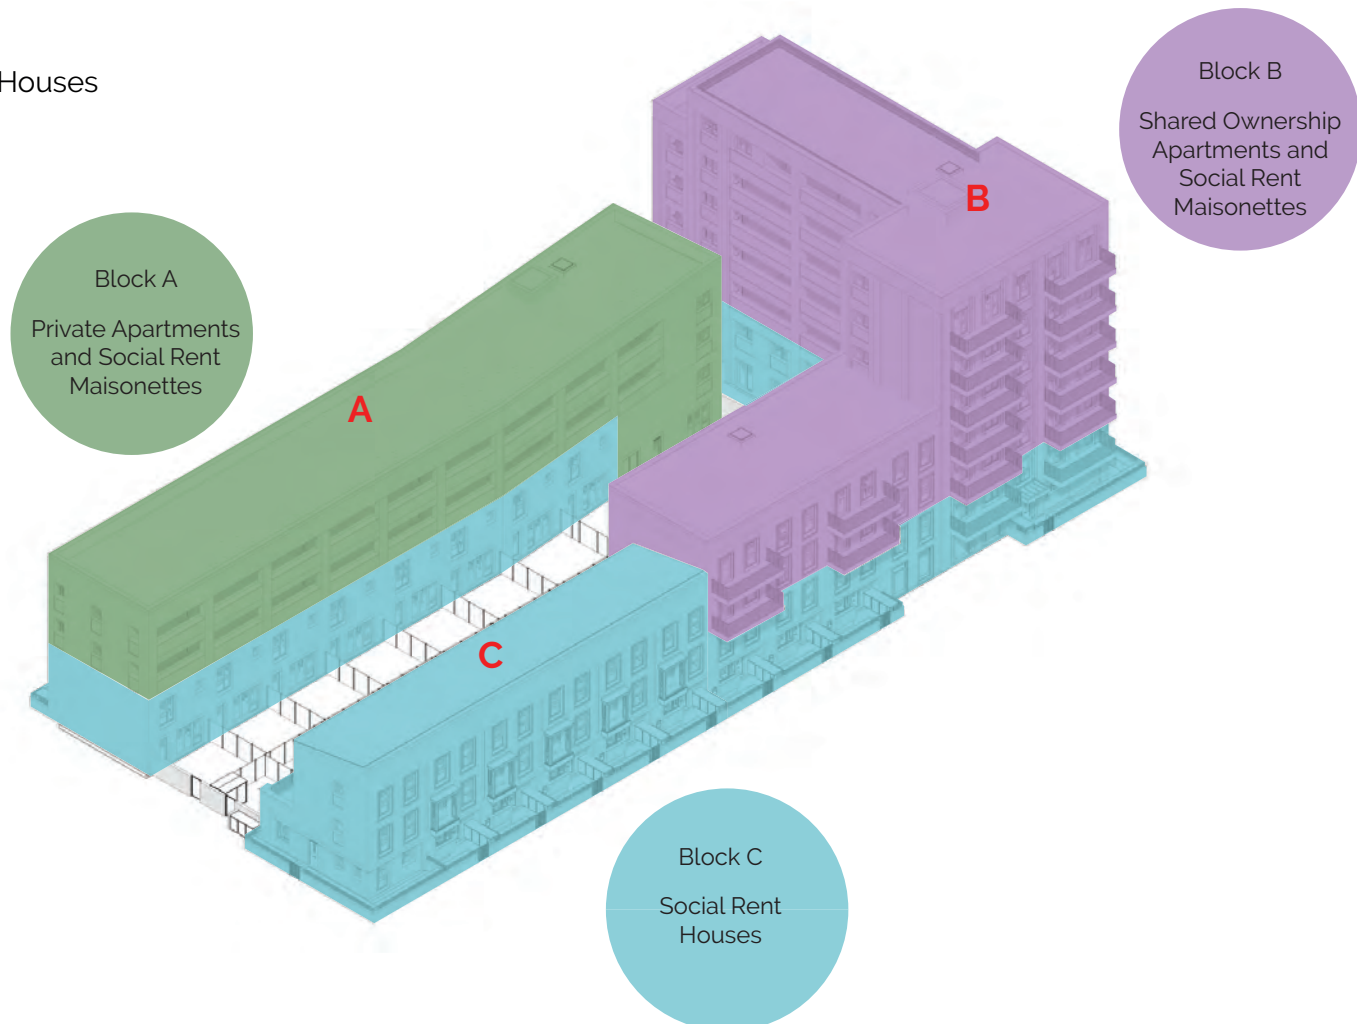 Houses
Block B
Shared Ownership
Apartments and
Social Rent
Maisonettes
B
Block A
Private Apartments
and Social Rent
Maisonettes
A
C
Block C
Social Rent
Houses